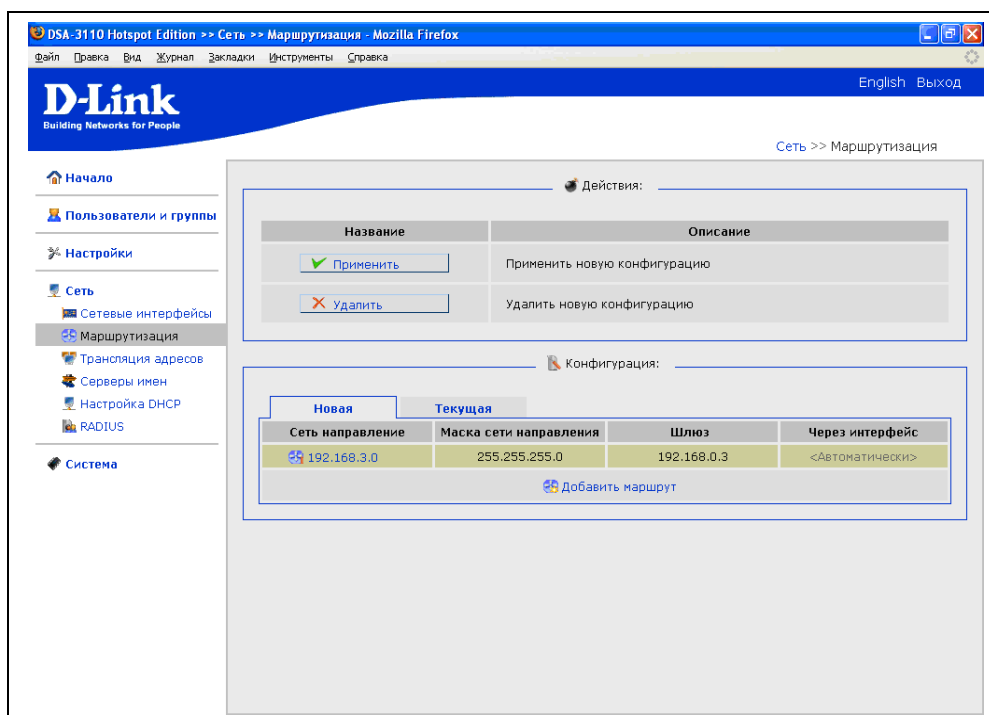 DSA-3110 Hotspot Edition >> Сеть >> Маршрутизация - Mozilla Firefox
Файл Правка Вид Журнал Закладки Инструменты Справка
English Выход
D-Link
Building Networks for People
Сеть >> Маршрутизация
Начало
Пользователи и группы
Настройки
Сеть
Сетевые интерфейсы
Маршрутизация
Трансляция адресов
Серверы имен
Настройка DHCP
RADIUS
Система
Действия:
Название Описание
Применить Применить новую конфигурацию
Удалить Удалить новую конфигурацию
Конфигурация:
Новая Текущая
Сеть направление Маска сети направления Шлюз Через интерфейс
192.168.3.0 255.255.255.0 192.168.0.3 <Автоматически>
Добавить маршрут